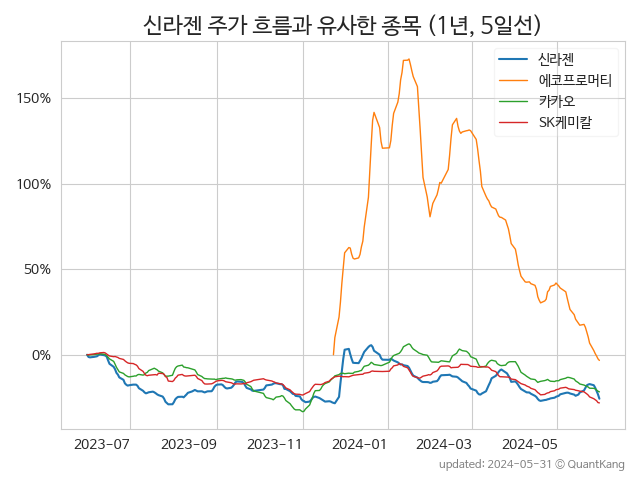 신라젠 주가 흐름과 유사한 종목 (1년, 5일선)
신라젠
에코프로머티
카카오
SK케미칼
150%
100%
50%
0%
2023-07 2023-09 2023-11 2024-01 2024-03 2024-05
updated: 2024-05-31 © QuantKang